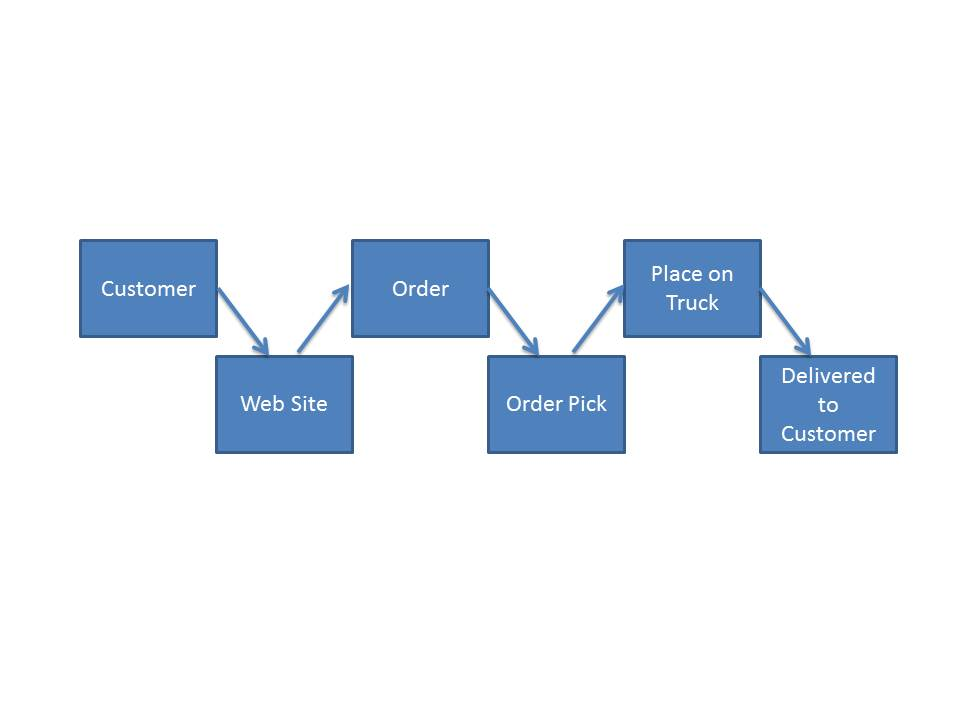 Customer
Web Site
Order
Order Pick
Place on
Truck
Delivered
to
Customer